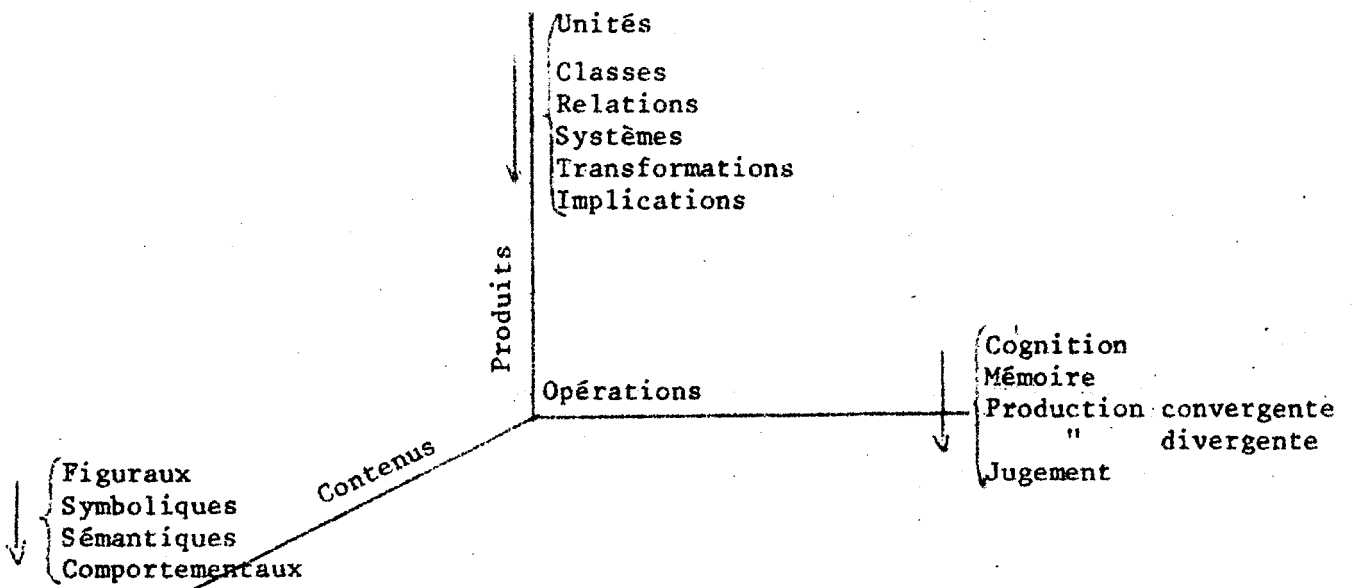 Unités
Classes
Relations
Systèmes
Transformations
Implications
Produits
Opérations
Cognition
Mémoire
Production convergente
" divergente
Jugement
Contenus
Figuraux
Symboliques
Sémantiques
Comportementaux